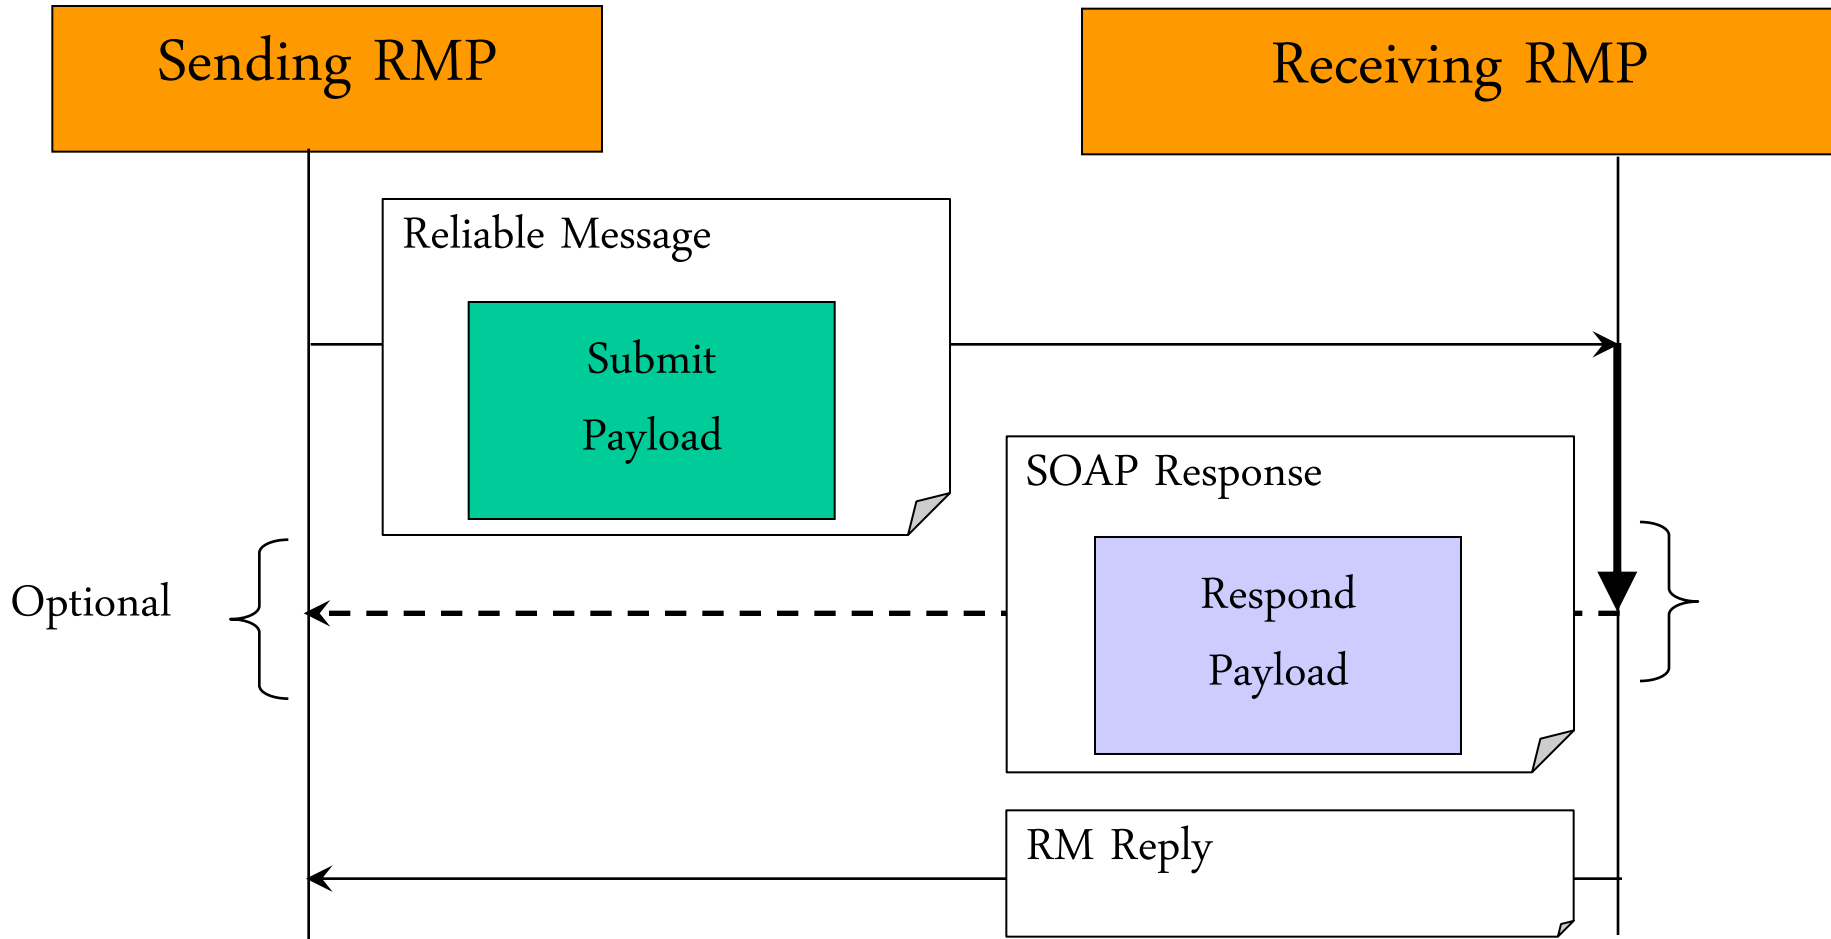 Sending RMP
Receiving RMP
Reliable Message
Submit
Payload
SOAP Response
Optional
Respond
Payload
RM Reply